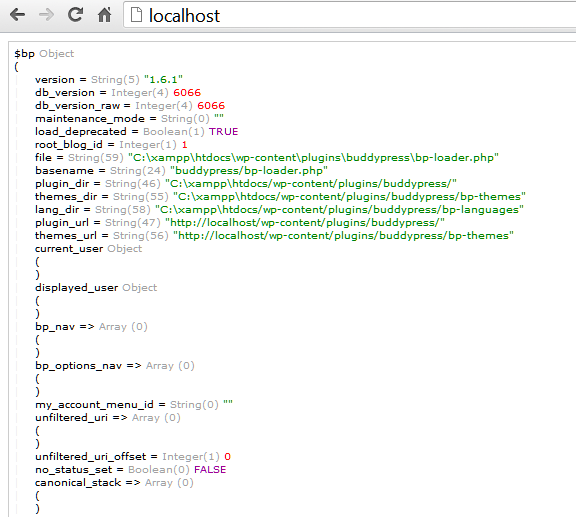 localhost
$bp Object
(
version = String(5) "1.6.1"
db_version = Integer(4) 6066
db_version_raw = Integer(4) 6066
maintenance_mode = String(0) ""
load_deprecated = Boolean(1) TRUE
root_blog_id = Integer(1) 1
file = String(59) "C:\xampp\htdocs\wp-content\plugins\buddypress\bp-loader.php"
basename = String(24) "buddypress/bp-loader.php"
plugin_dir = String(46) "C:\xampp\htdocs/wp-content/plugins/buddypress/"
themes_dir = String(55) "C:\xampp\htdocs/wp-content/plugins/buddypress/bp-themes"
lang_dir = String(58) "C:\xampp\htdocs/wp-content/plugins/buddypress/bp-languages"
plugin_url = String(47) "http://localhost/wp-content/plugins/buddypress/"
themes_url = String(56) "http://localhost/wp-content/plugins/buddypress/bp-themes"
current_user Object
(
)
displayed_user Object
(
)
bp_nav => Array (0)
(
)
bp_options_nav => Array (0)
(
)
my_account_menu_id = String(0) ""
unfiltered_uri => Array (0)
(
)
unfiltered_uri_offset = Integer(1) 0
no_status_set = Boolean(0) FALSE
canonical_stack => Array (0)
(
)